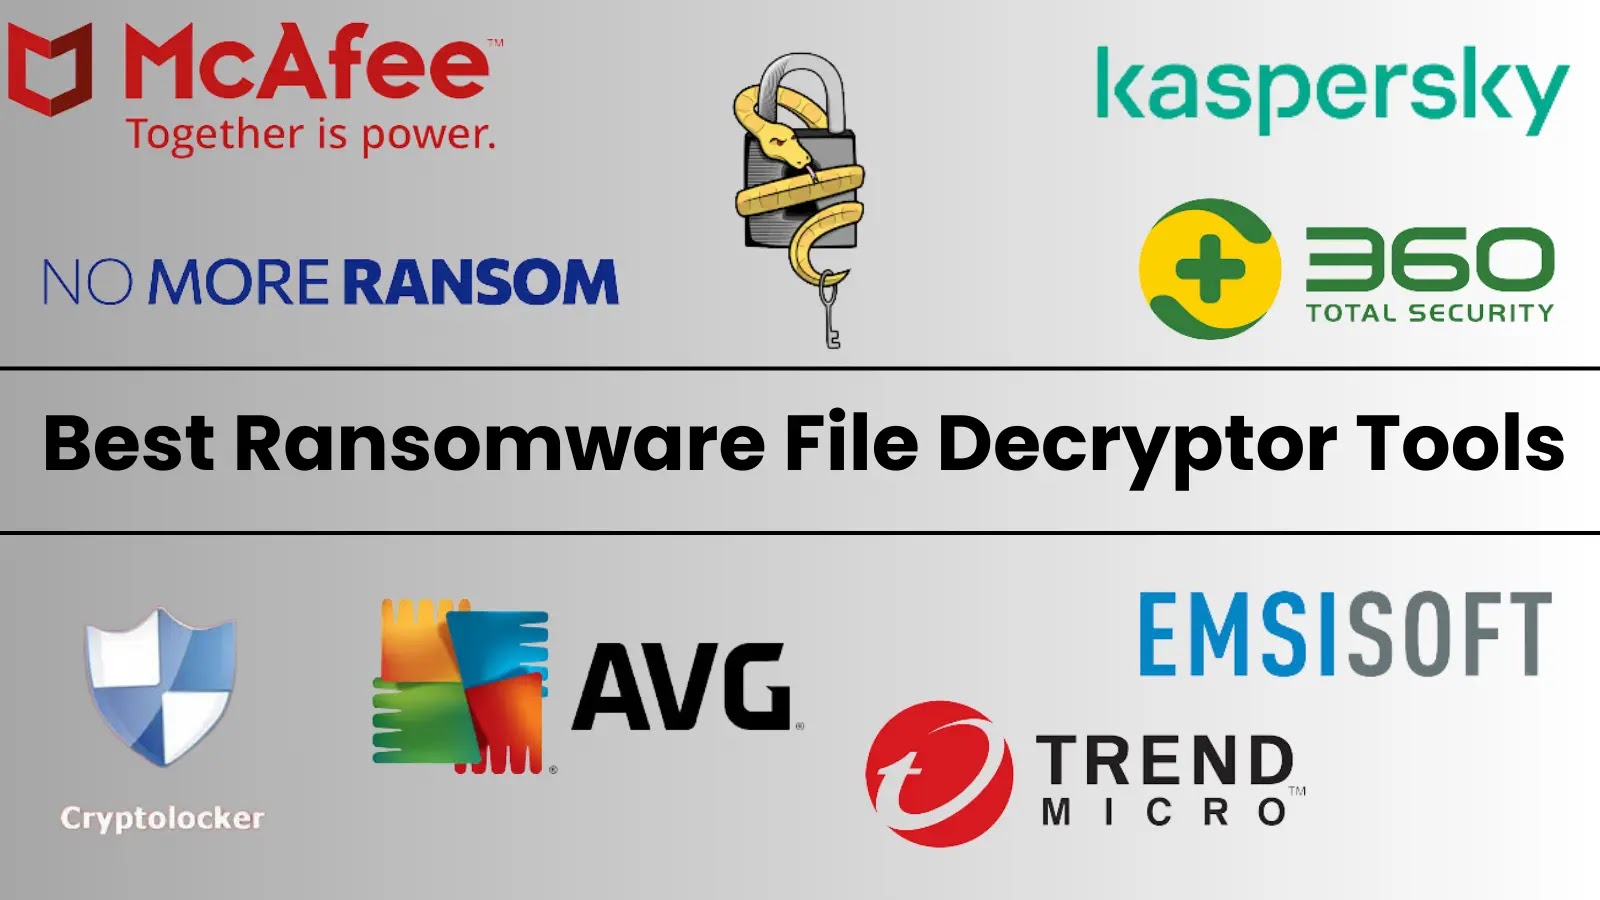 McAfee™
Together is power.
kaspersky
NO MORE RANSOM
360
TOTAL SECURITY
Best Ransomware File Decryptor Tools
Cryptolocker
AVG®
EMSISOFT
TREND
MICRO™